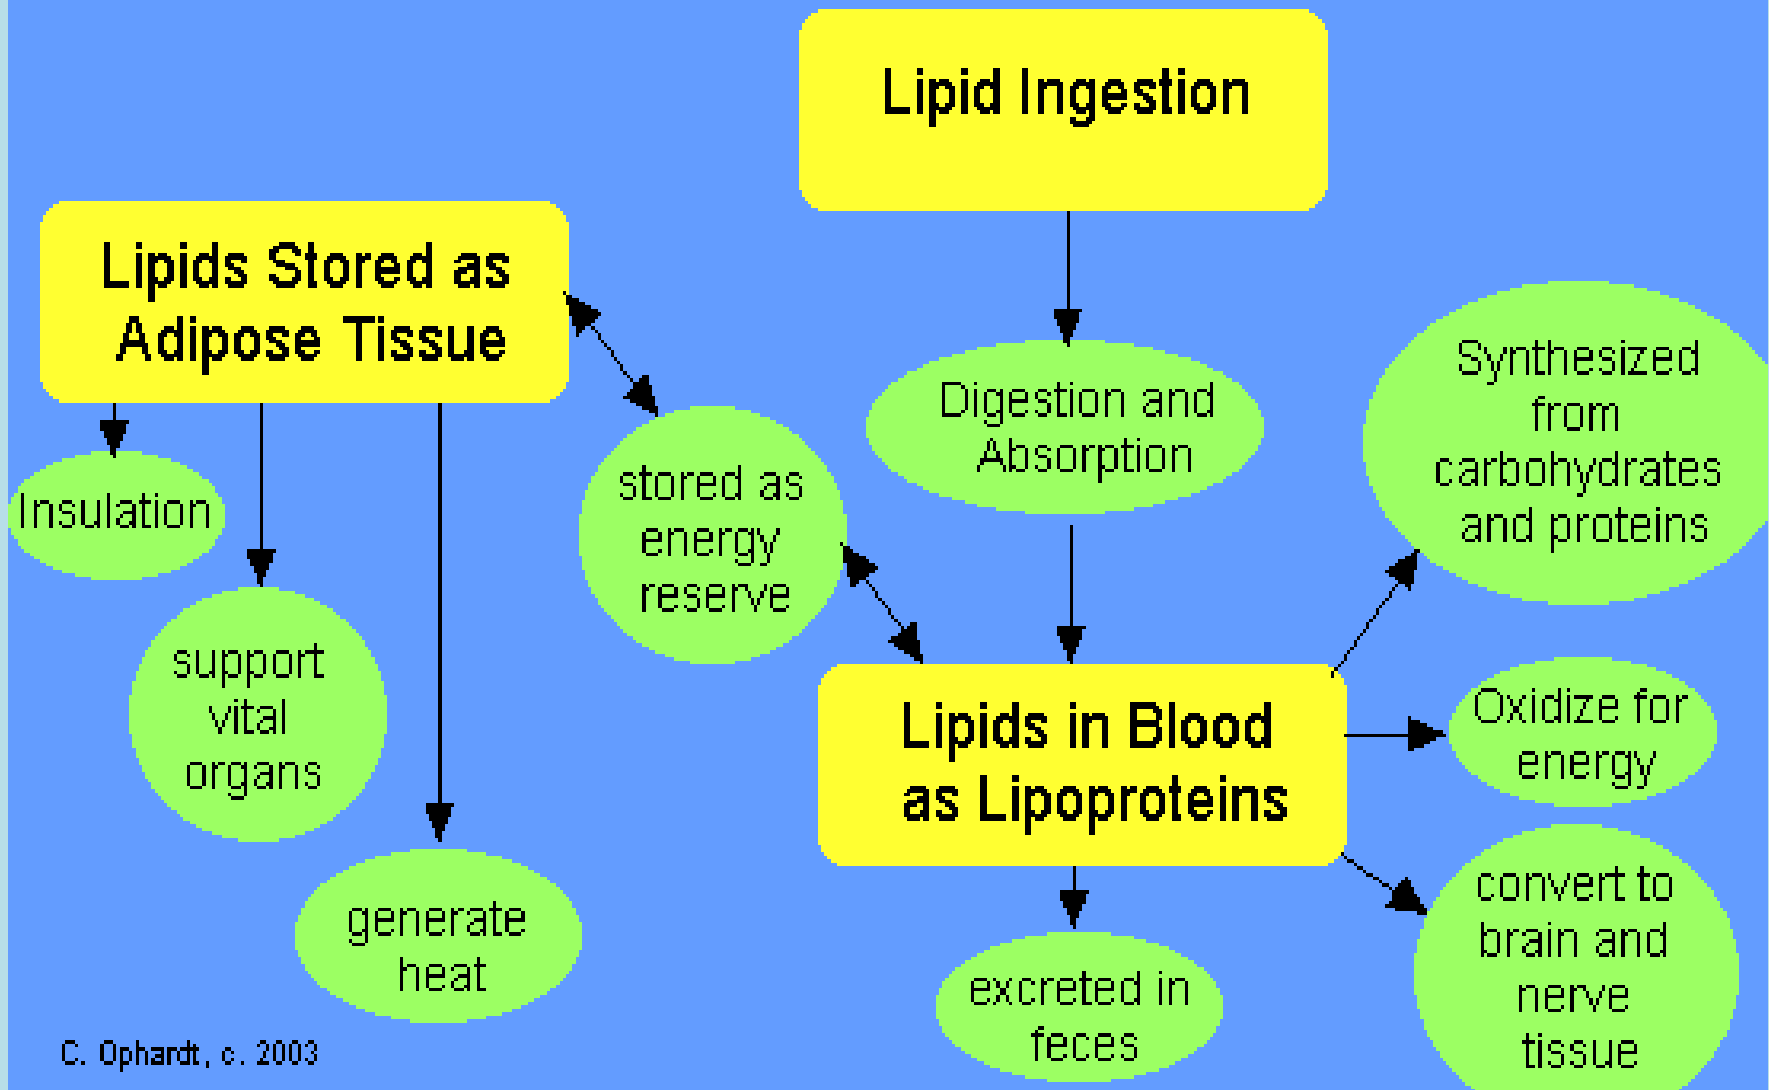 Lipid Ingestion
Lipids Stored as
Adipose Tissue
Digestion and
Absorption
Synthesized
from
carbohydrates
and proteins
stored as
energy
reserve
Insulation
support
vital
organs
generate
heat
Lipids in Blood
as Lipoproteins
Oxidize for
energy
convert to
brain and
nerve
tissue
excreted in
feces
C. Ophardt, c. 2003